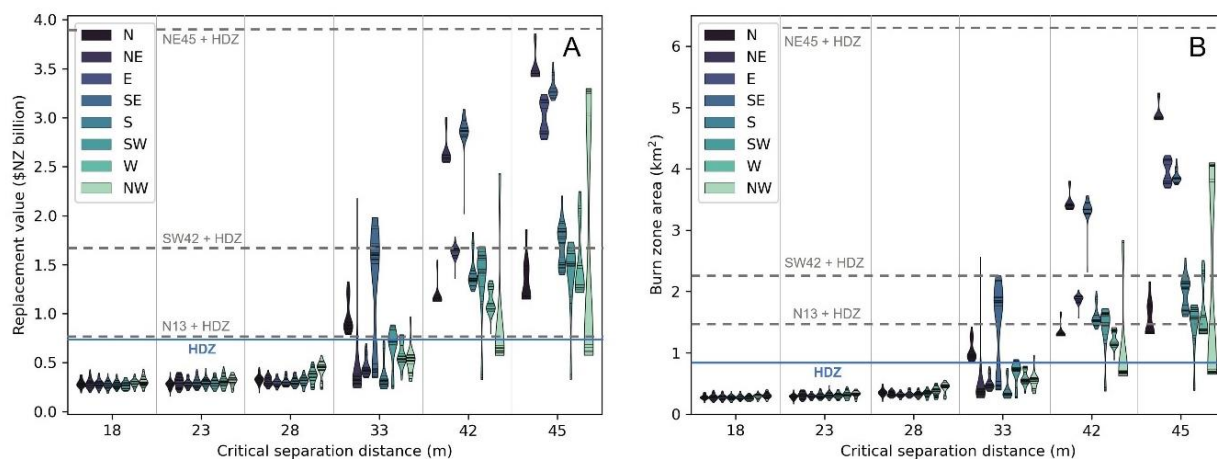 A
Replacement value ($NZ billion)
4.0
3.5
3.0
2.5
2.0
1.5
1.0
0.5
0.0
N
NE
E
SE
S
SW
W
NW
NE45 + HDZ
SW42 + HDZ
N13 + HDZ
HDZ
18 23 28 33 42 45
Critical separation distance (m)
B
Burn zone area (km²)
6
5
4
3
2
1
0
N
NE
E
SE
S
SW
W
NW
NE45 + HDZ
SW42 + HDZ
N13 + HDZ
HDZ
18 23 28 33 42 45
Critical separation distance (m)